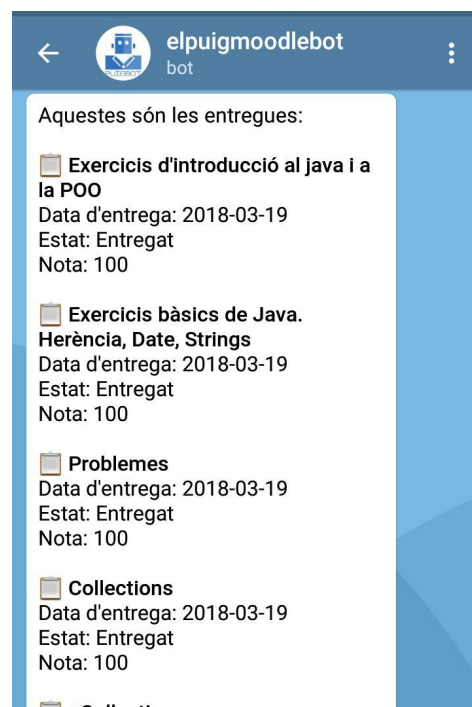 elpuigmoodlebot
bot
PUIGBOT
Aquestes són les entregues:
Exercicis d'introducció al java i a
la POO
Data d'entrega: 2018-03-19
Estat: Entregat
Nota: 100
Exercicis bàsics de Java.
Herència, Date, Strings
Data d'entrega: 2018-03-19
Estat: Entregat
Nota: 100
Problemes
Data d'entrega: 2018-03-19
Estat: Entregat
Nota: 100
Collections
Data d'entrega: 2018-03-19
Estat: Entregat
Nota: 100